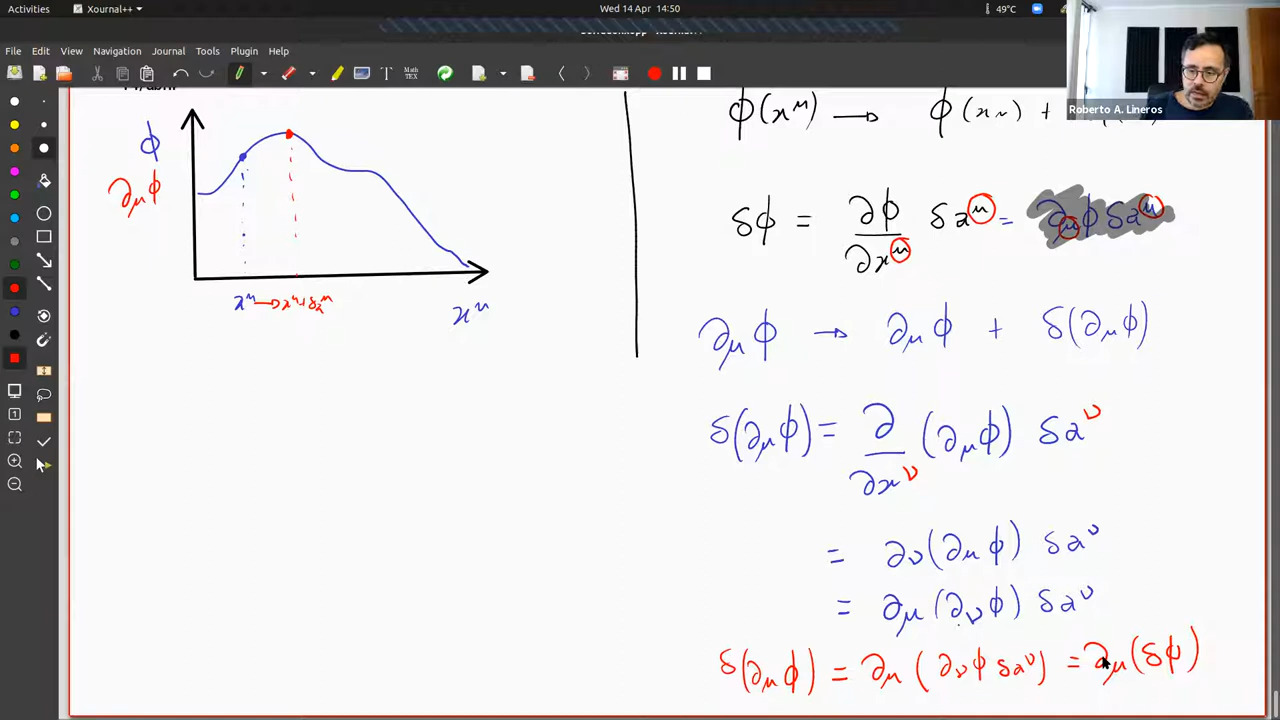 Activities Xournal++ Wed 14 Apr 14:50 49°C
File Edit View Navigation Journal Tools Plugin Help
Roberto A. Lineros
ϕ
∂μϕ
x^μ → x^μ + δa^μ
x^μ
ϕ(x^μ) → ϕ(x^μ) +
δϕ = ∂ϕ/∂x^μ δa^μ = ∂μϕ δa^μ
∂μϕ → ∂μϕ + δ(∂μϕ)
δ(∂μϕ) = ∂/∂x^ν (∂μϕ) δa^ν
= ∂ν(∂μϕ) δa^ν
= ∂μ(∂νϕ) δa^ν
δ(∂μϕ) = ∂μ(∂νϕ δa^ν) = ∂μ(δϕ)